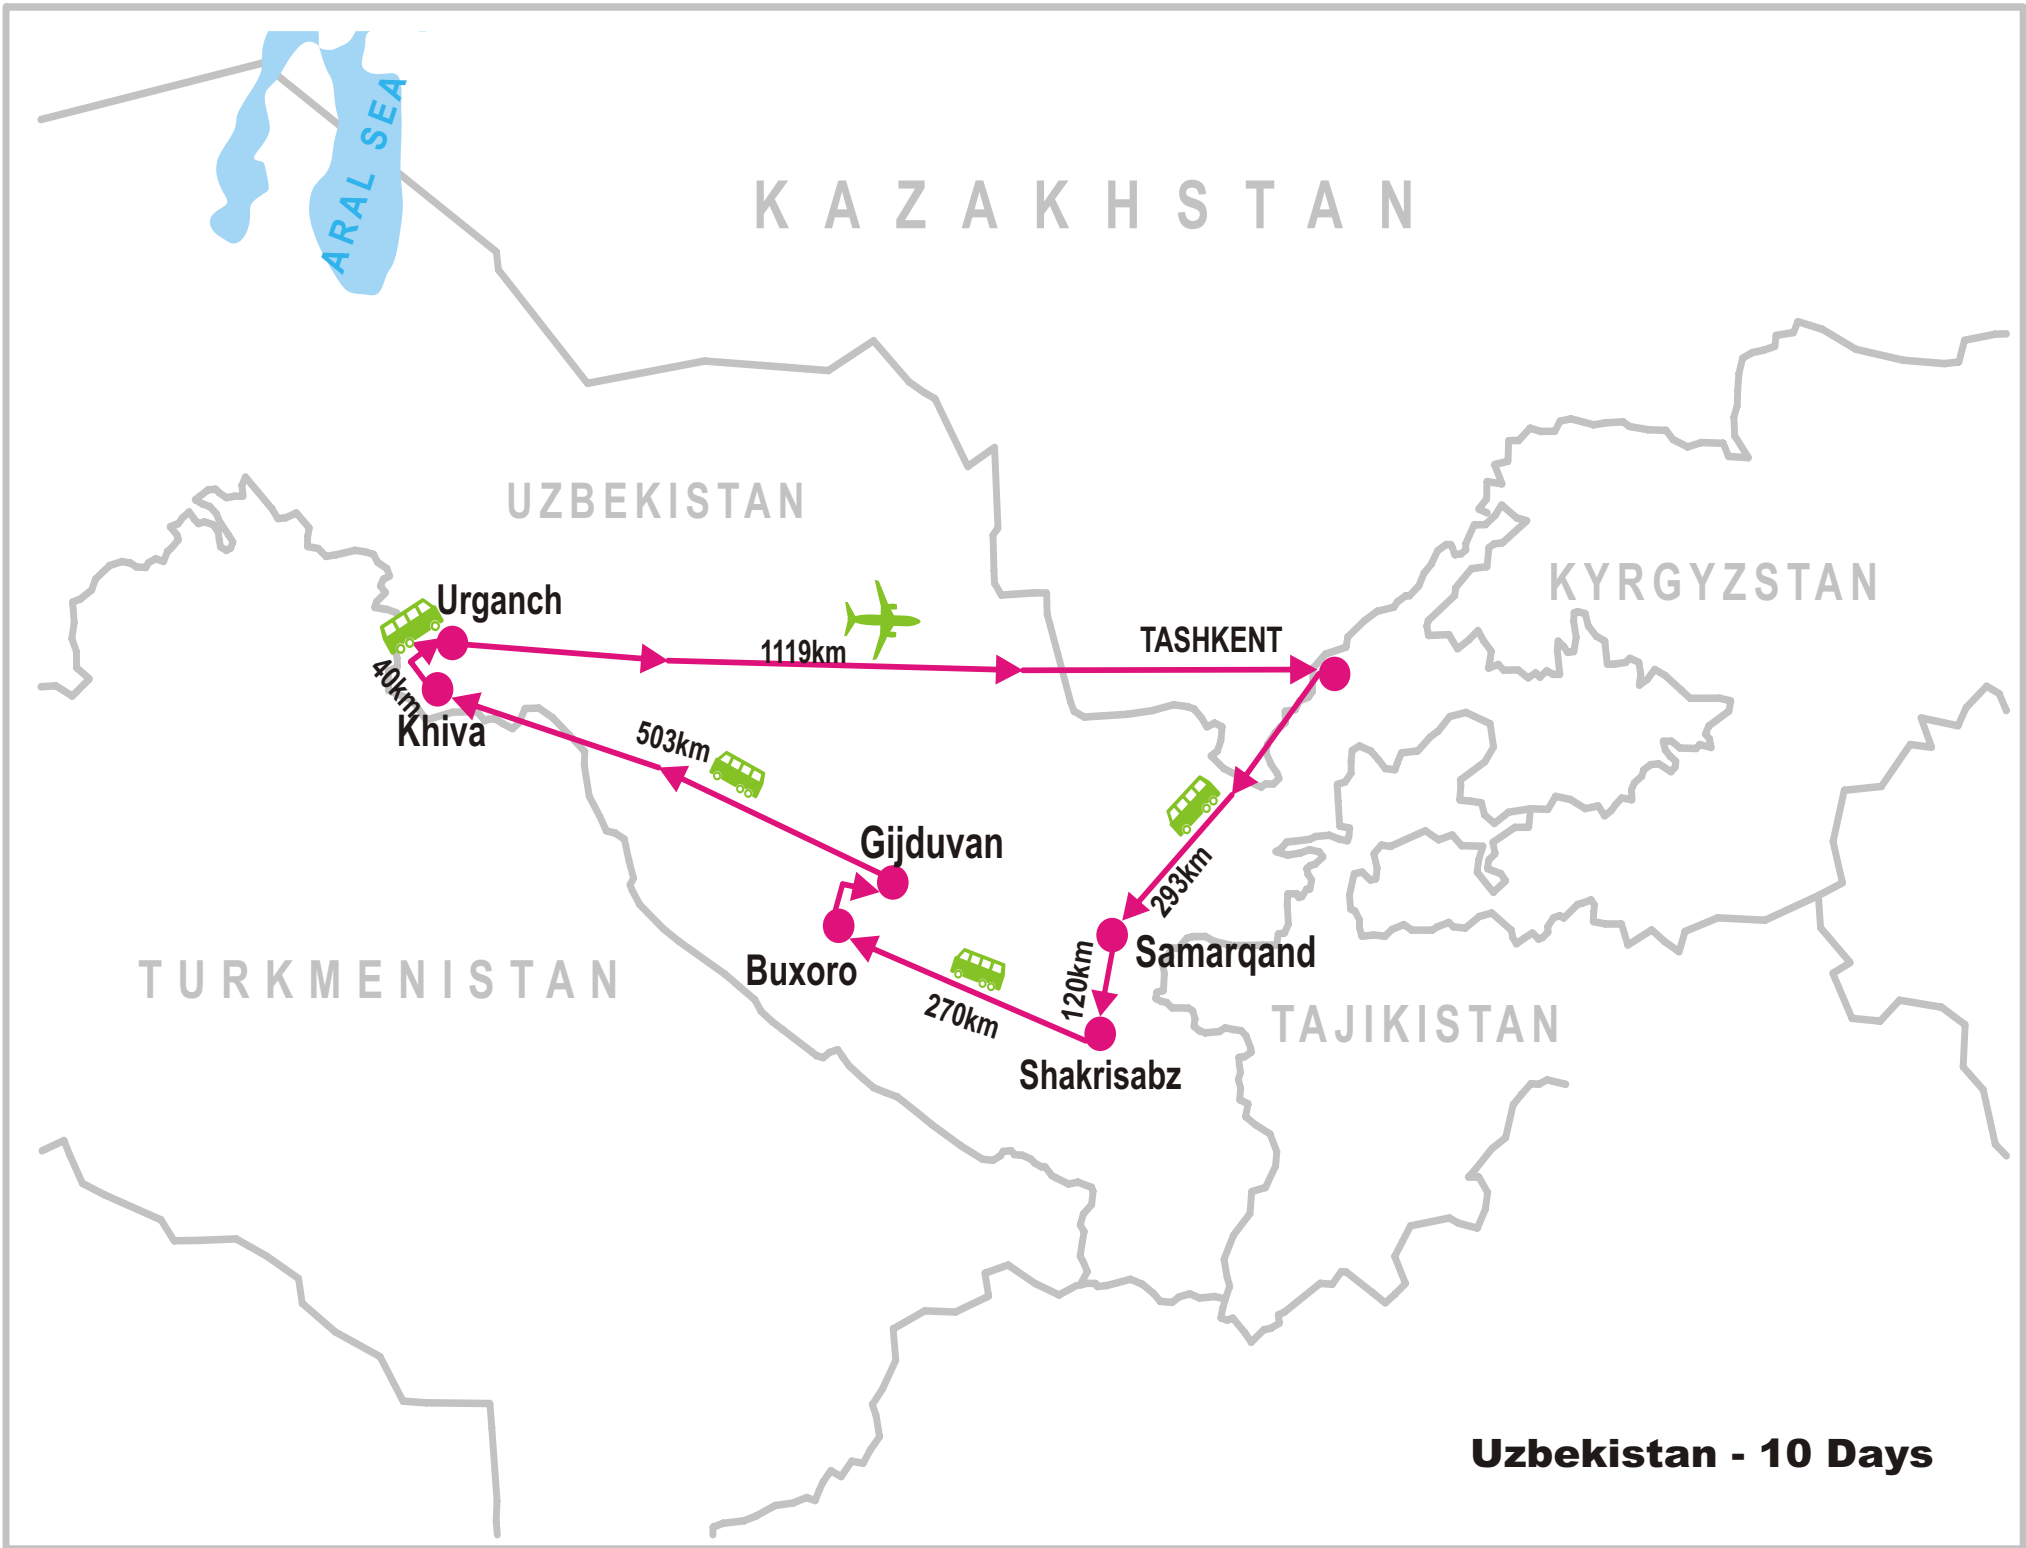 ARAL SEA
KAZAKHSTAN
UZBEKISTAN
KYRGYZSTAN
Urganch
1119km
TASHKENT
40km
Khiva
503km
Gijduvan
293km
Buxoro
Samarqand
120km
270km
TURKMENISTAN
TAJIKISTAN
Shakrisabz
Uzbekistan - 10 Days